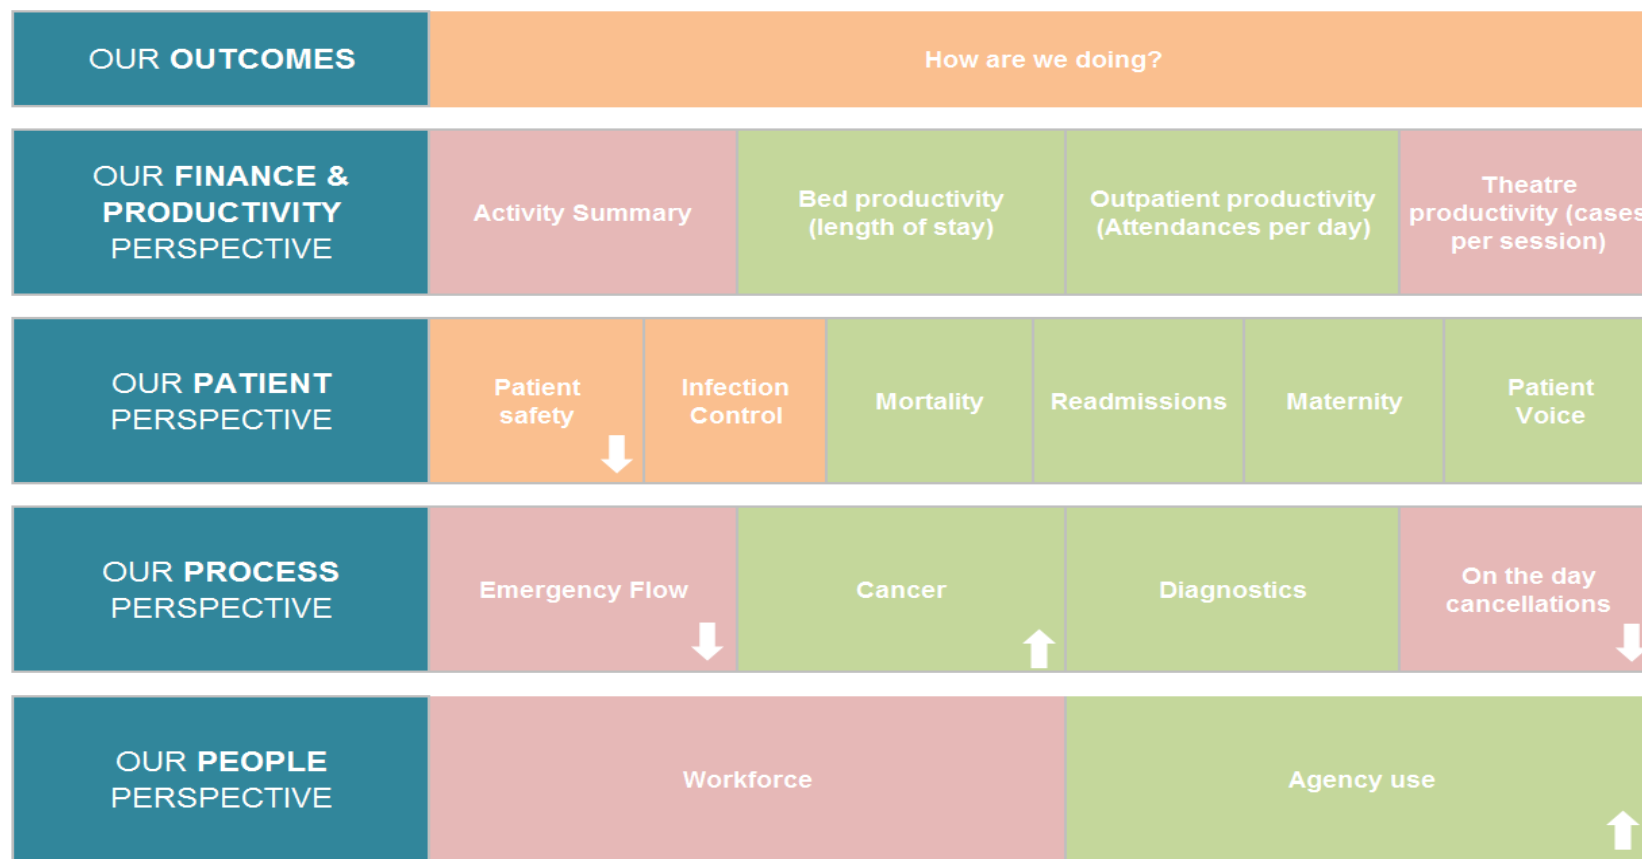 OUR OUTCOMES
How are we doing?
OUR FINANCE &
PRODUCTIVITY
PERSPECTIVE
Activity Summary
Bed productivity
(length of stay)
Outpatient productivity
(Attendances per day)
Theatre
productivity (cases
per session)
OUR PATIENT
PERSPECTIVE
Patient
safety
Infection
Control
Mortality
Readmissions
Maternity
Patient
Voice
OUR PROCESS
PERSPECTIVE
Emergency Flow
Cancer
Diagnostics
On the day
cancellations
OUR PEOPLE
PERSPECTIVE
Workforce
Agency use